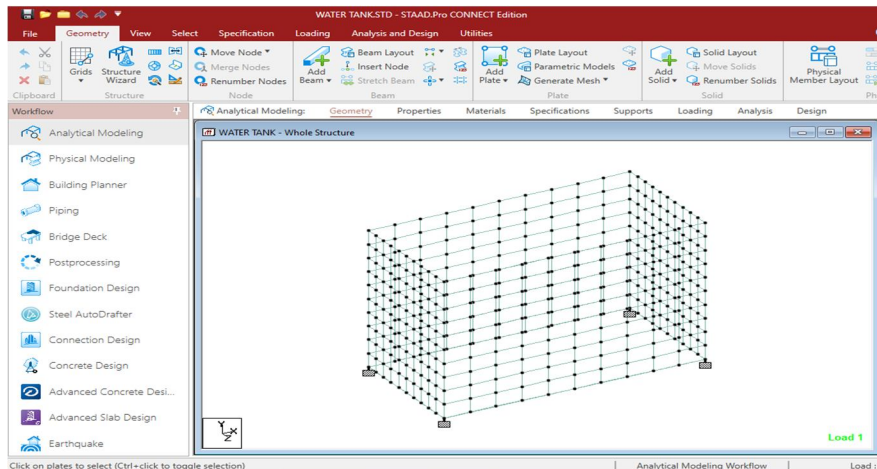 WATER TANK.STD - STAAD.Pro CONNECT Edition
File Geometry View Select Specification Loading Analysis and Design Utilities
Grids
Structure Wizard
Clipboard Structure
Move Node
Merge Nodes
Renumber Nodes
Node
Add Beam
Beam Layout
Insert Node
Stretch Beam
Beam
Add Plate
Plate Layout
Parametric Models
Generate Mesh
Plate
Add Solid
Solid Layout
Move Solids
Renumber Solids
Solid
Physical Member Layout
Ph
Workflow
Analytical Modeling: Geometry Properties Materials Specifications Supports Loading Analysis Design
Analytical Modeling
Physical Modeling
Building Planner
Piping
Bridge Deck
Postprocessing
Foundation Design
Steel AutoDrafter
Connection Design
Concrete Design
Advanced Concrete Desi...
Advanced Slab Design
Earthquake
WATER TANK - Whole Structure
Y
X
Z
Load 1
Click on plates to select (Ctrl+click to toggle selection) Analytical Modeling Workflow Load